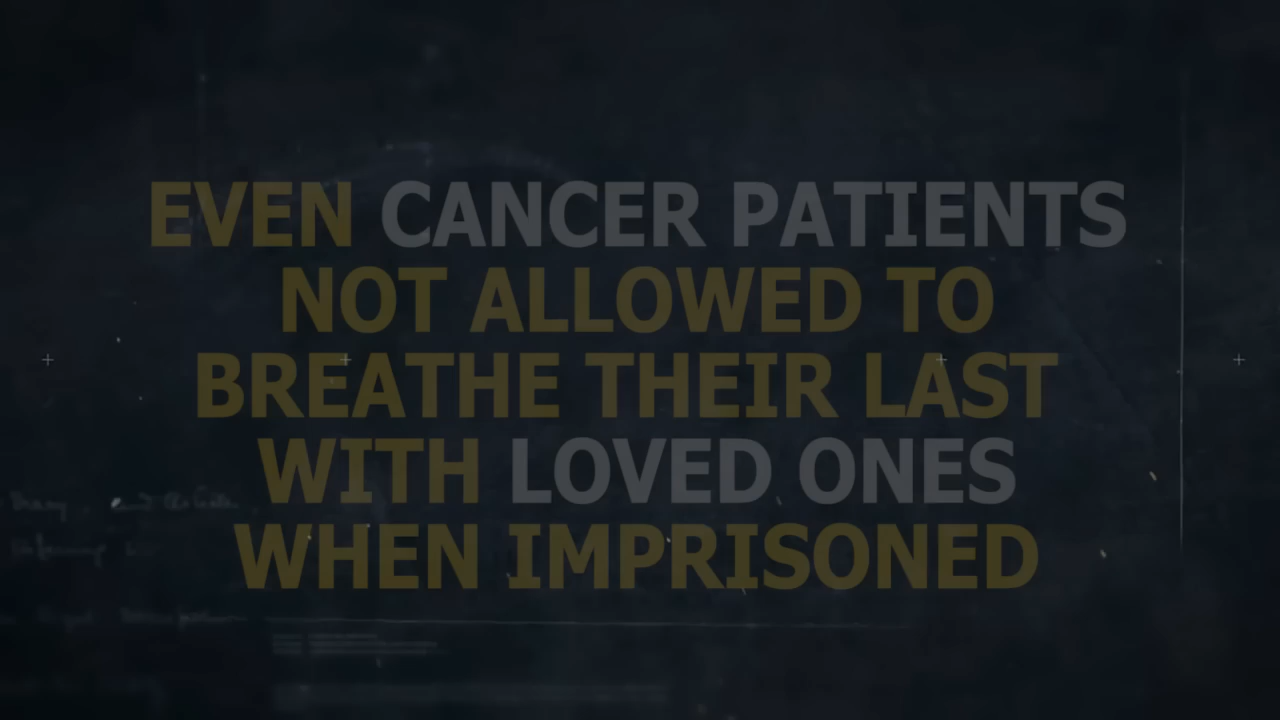 EVEN CANCER PATIENTS
NOT ALLOWED TO
BREATHE THEIR LAST
WITH LOVED ONES
WHEN IMPRISONED